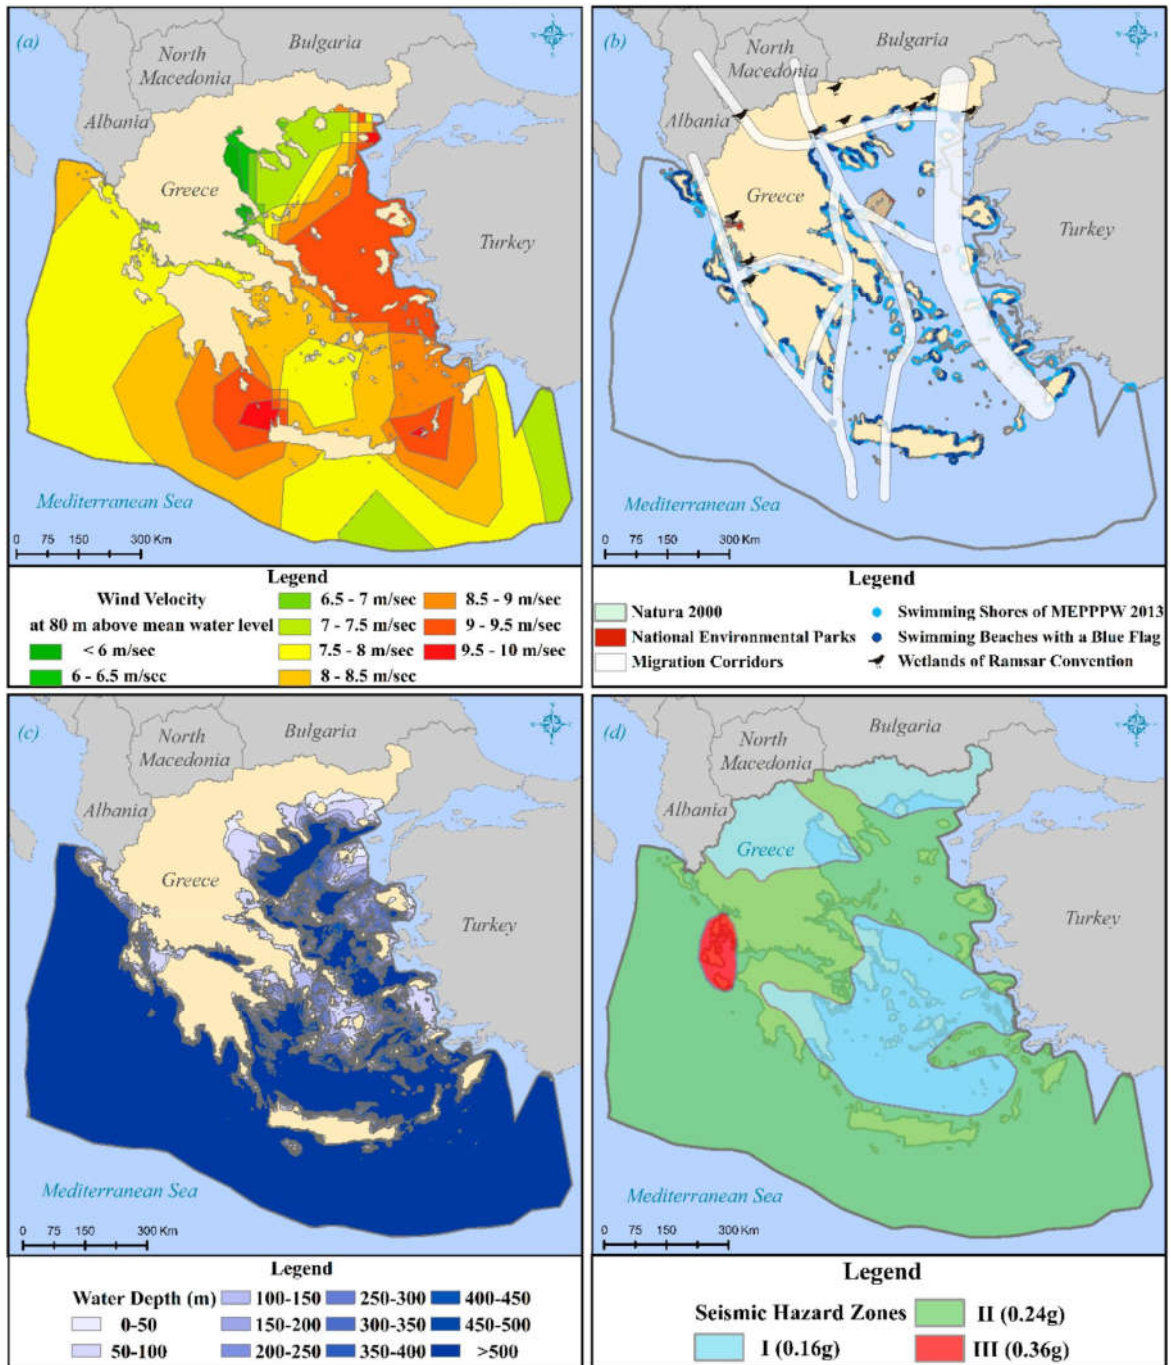 (a)
Bulgaria
North
Macedonia
Albania
Greece
Turkey
Mediterranean Sea
0 75 150 300 Km
Legend
Wind Velocity
at 80 m above mean water level
< 6 m/sec
6 - 6.5 m/sec
6.5 - 7 m/sec
7 - 7.5 m/sec
7.5 - 8 m/sec
8 - 8.5 m/sec
8.5 - 9 m/sec
9 - 9.5 m/sec
9.5 - 10 m/sec
(b)
Bulgaria
North
Macedonia
Albania
Greece
Turkey
Mediterranean Sea
0 75 150 300 Km
Legend
Natura 2000
National Environmental Parks
Migration Corridors
Swimming Shores of MEPPPW 2013
Swimming Beaches with a Blue Flag
Wetlands of Ramsar Convention
(c)
Bulgaria
North
Macedonia
Albania
Greece
Turkey
Mediterranean Sea
0 75 150 300 Km
Legend
Water Depth (m)
0-50
50-100
100-150
150-200
200-250
250-300
300-350
350-400
400-450
450-500
>500
(d)
Bulgaria
North
Macedonia
Albania
Greece
Turkey
Mediterranean Sea
0 75 150 300 Km
Legend
Seismic Hazard Zones
I (0.16g)
II (0.24g)
III (0.36g)